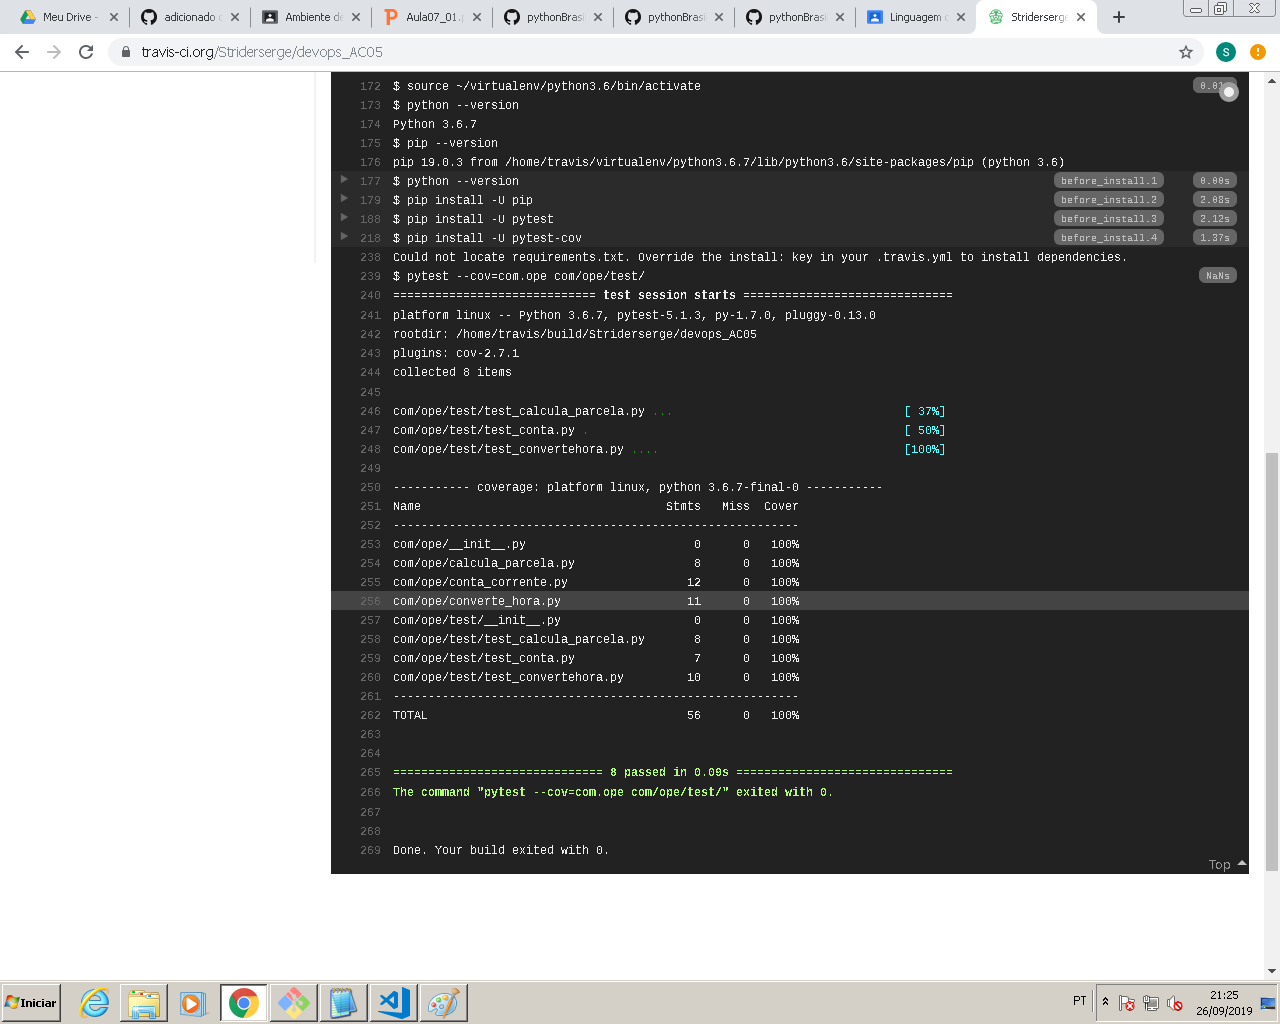 Meu Drive -
adicionado c
Ambiente de
Aula07_01.p
pythonBrasi
pythonBrasi
pythonBrasi
Linguagem d
Striderserge
travis-ci.org/Striderserge/devops_AC05
S
172 $ source ~/virtualenv/python3.6/bin/activate
173 $ python --version
174 Python 3.6.7
175 $ pip --version
176 pip 19.0.3 from /home/travis/virtualenv/python3.6.7/lib/python3.6/site-packages/pip (python 3.6)
177 $ python --version before_install.1 0.00s
179 $ pip install -U pip before_install.2 2.08s
188 $ pip install -U pytest before_install.3 2.12s
218 $ pip install -U pytest-cov before_install.4 1.37s
238 Could not locate requirements.txt. Override the install: key in your .travis.yml to install dependencies.
239 $ pytest --cov=com.ope com/ope/test/ NaNs
240 ============================= test session starts ==============================
241 platform linux -- Python 3.6.7, pytest-5.1.3, py-1.7.0, pluggy-0.13.0
242 rootdir: /home/travis/build/Striderserge/devops_AC05
243 plugins: cov-2.7.1
244 collected 8 items
245
246 com/ope/test/test_calcula_parcela.py ... [ 37%]
247 com/ope/test/test_conta.py . [ 50%]
248 com/ope/test/test_convertehora.py .... [100%]
249
250 ----------- coverage: platform linux, python 3.6.7-final-0 -----------
251 Name Stmts Miss Cover
252 ----------------------------------------------------------
253 com/ope/__init__.py 0 0 100%
254 com/ope/calcula_parcela.py 8 0 100%
255 com/ope/conta_corrente.py 12 0 100%
256 com/ope/converte_hora.py 11 0 100%
257 com/ope/test/__init__.py 0 0 100%
258 com/ope/test/test_calcula_parcela.py 8 0 100%
259 com/ope/test/test_conta.py 7 0 100%
260 com/ope/test/test_convertehora.py 10 0 100%
261 ----------------------------------------------------------
262 TOTAL 56 0 100%
263
264
265 ============================== 8 passed in 0.09s ===============================
266 The command "pytest --cov=com.ope com/ope/test/" exited with 0.
267
268
269 Done. Your build exited with 0.
Top
Iniciar
PT
21:25
26/09/2019